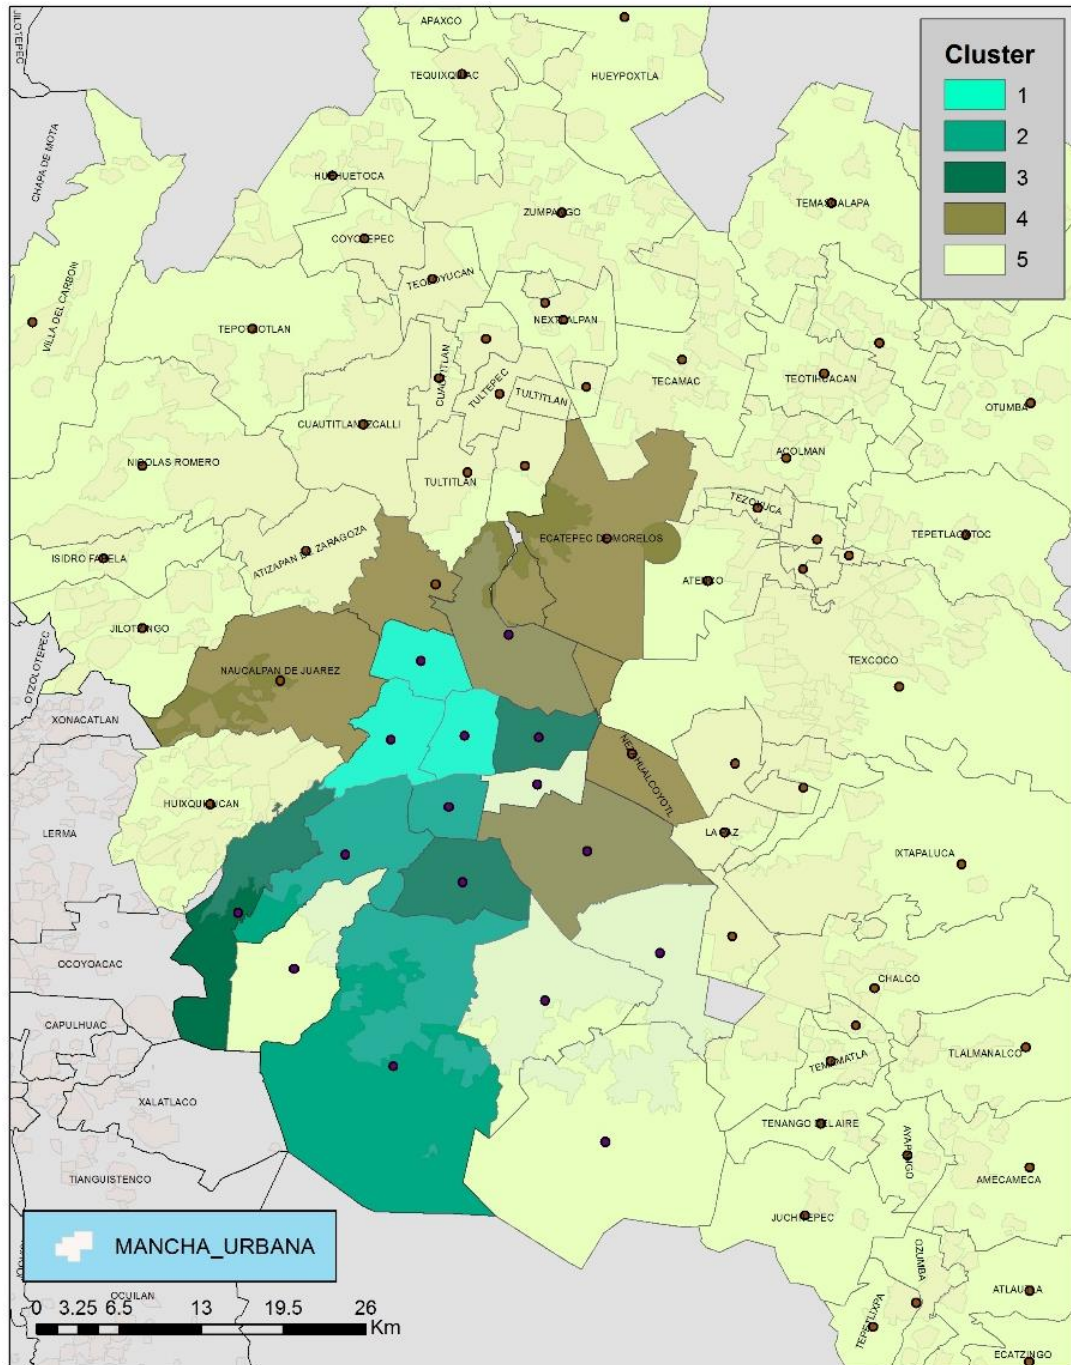 JILOTEPEC
APAXCO
TEQUIXQUIAC
HUEYPOXTLA
Cluster
1
2
3
4
5
CHAPA DE MOTA
HUEHUETOCA
TEMASCALAPA
ZUMPANGO
COYOTEPEC
TEOLOYUCAN
VILLA DEL CARBON
TEPOTZOTLAN
NEXTLALPAN
CUAUTITLAN
TECAMAC
TEOTIHUACAN
TULTEPEC
TULTITLAN
OTUMBA
CUAUTITLAN IZCALLI
NICOLAS ROMERO
ACOLMAN
TULTITLAN
TEZOYUCA
ATIZAPAN DE ZARAGOZA
ECATEPEC DE MORELOS
TEPETLAOXTOC
ISIDRO FABELA
ATENCO
JILOTZINGO
OTZOLOTEPEC
TEXCOCO
NAUCALPAN DE JUAREZ
XONACATLAN
NEZAHUALCOYOTL
HUIXQUILUCAN
LERMA
LA PAZ
IXTAPALUCA
OCOYOACAC
CHALCO
CAPULHUAC
TEMAMATLA
TLALMANALCO
XALATLACO
TENANGO DEL AIRE
AYAPANGO
TIANGUISTENCO
AMECAMECA
JUCHITEPEC
MANCHA_URBANA
OZUMBA
OCUILAN
ATLAUTLA
TEPETLIXPA
0 3.25 6.5 13 19.5 26
Km
ECATZINGO